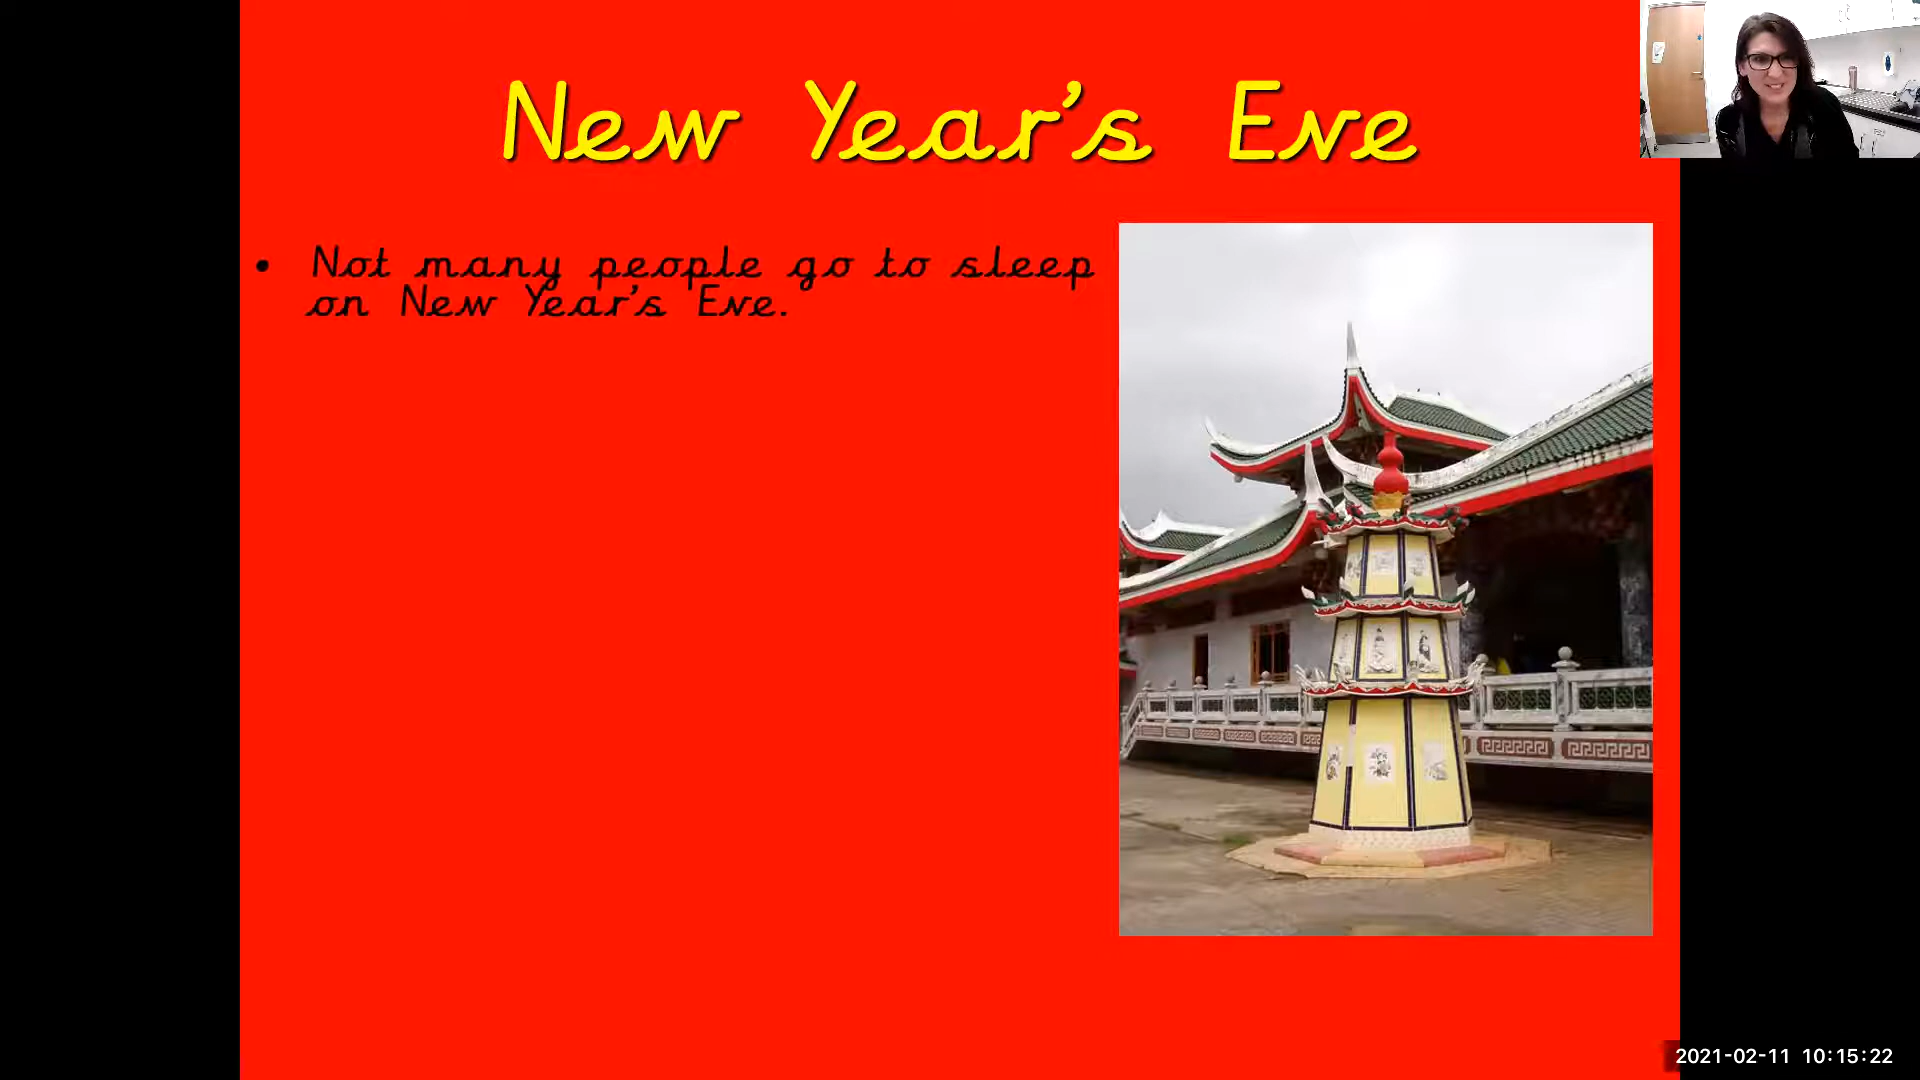 New Year's Eve
• Not many people go to sleep
on New Year's Eve.
2021-02-11 10:15:22